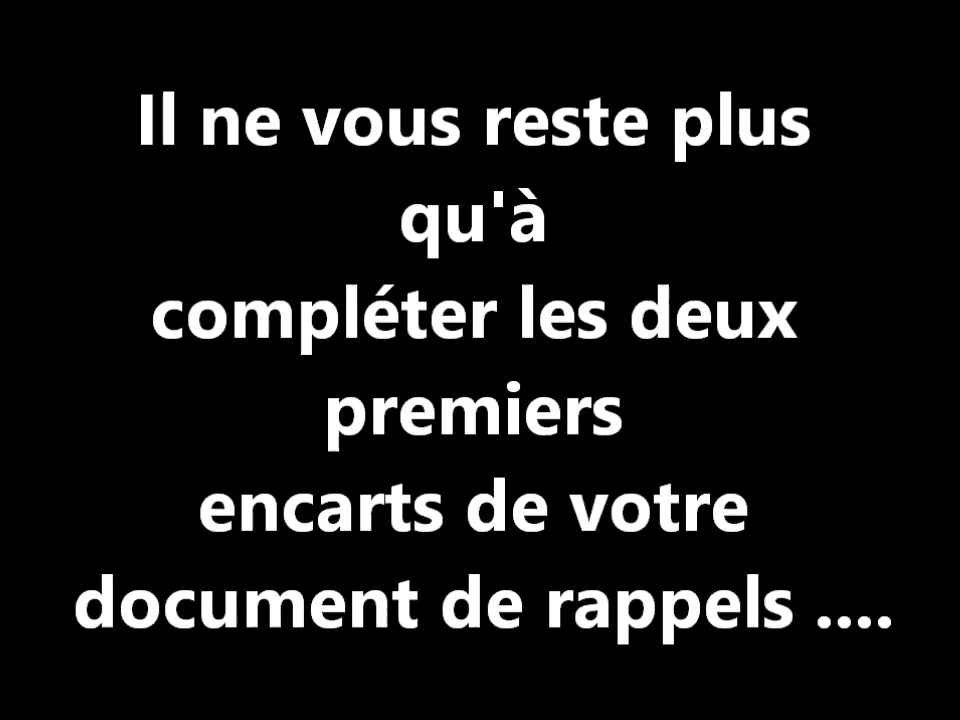 Il ne vous reste plus
qu'à
compléter les deux
premiers
encarts de votre
document de rappels ....